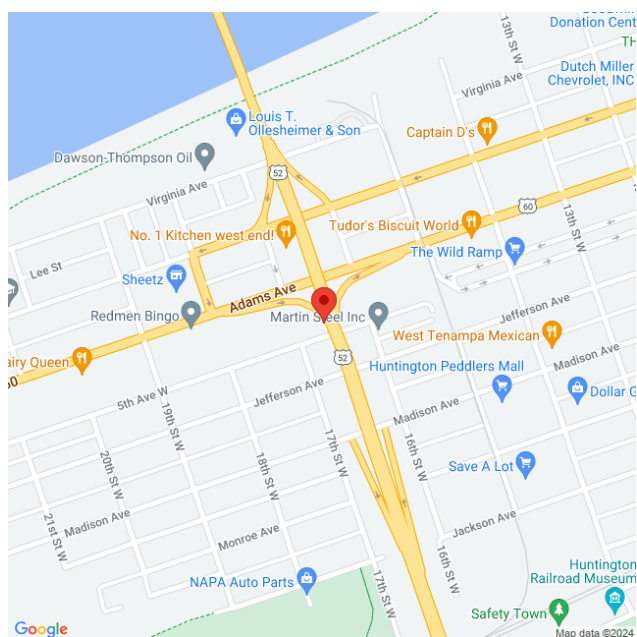 Goodwill
Donation Cent
TH
Dutch Miller
Chevrolet, INC
13th St W
Virginia Ave
Louis T.
Ollesheimer & Son
Captain D's
Dawson-Thompson Oil
52
Virginia Ave
60
No. 1 Kitchen west end!
Tudor's Biscuit World
13th St W
The Wild Ramp
Lee St
Sheetz
Adams Ave
Redmen Bingo
Martin Steel Inc
Jefferson Ave
West Tenampa Mexican
airy Queen
52
Madison Ave
60
Huntington Peddlers Mall
5th Ave W
Jefferson Ave
Dollar G
Madison Ave
19th St W
17th St W
16th St W
20th St W
18th St W
Save A Lot
21st St W
Madison Ave
Monroe Ave
Jackson Ave
NAPA Auto Parts
17th St W
16th St W
Huntington
Railroad Museum
Safety Town
Google
Map data ©2024